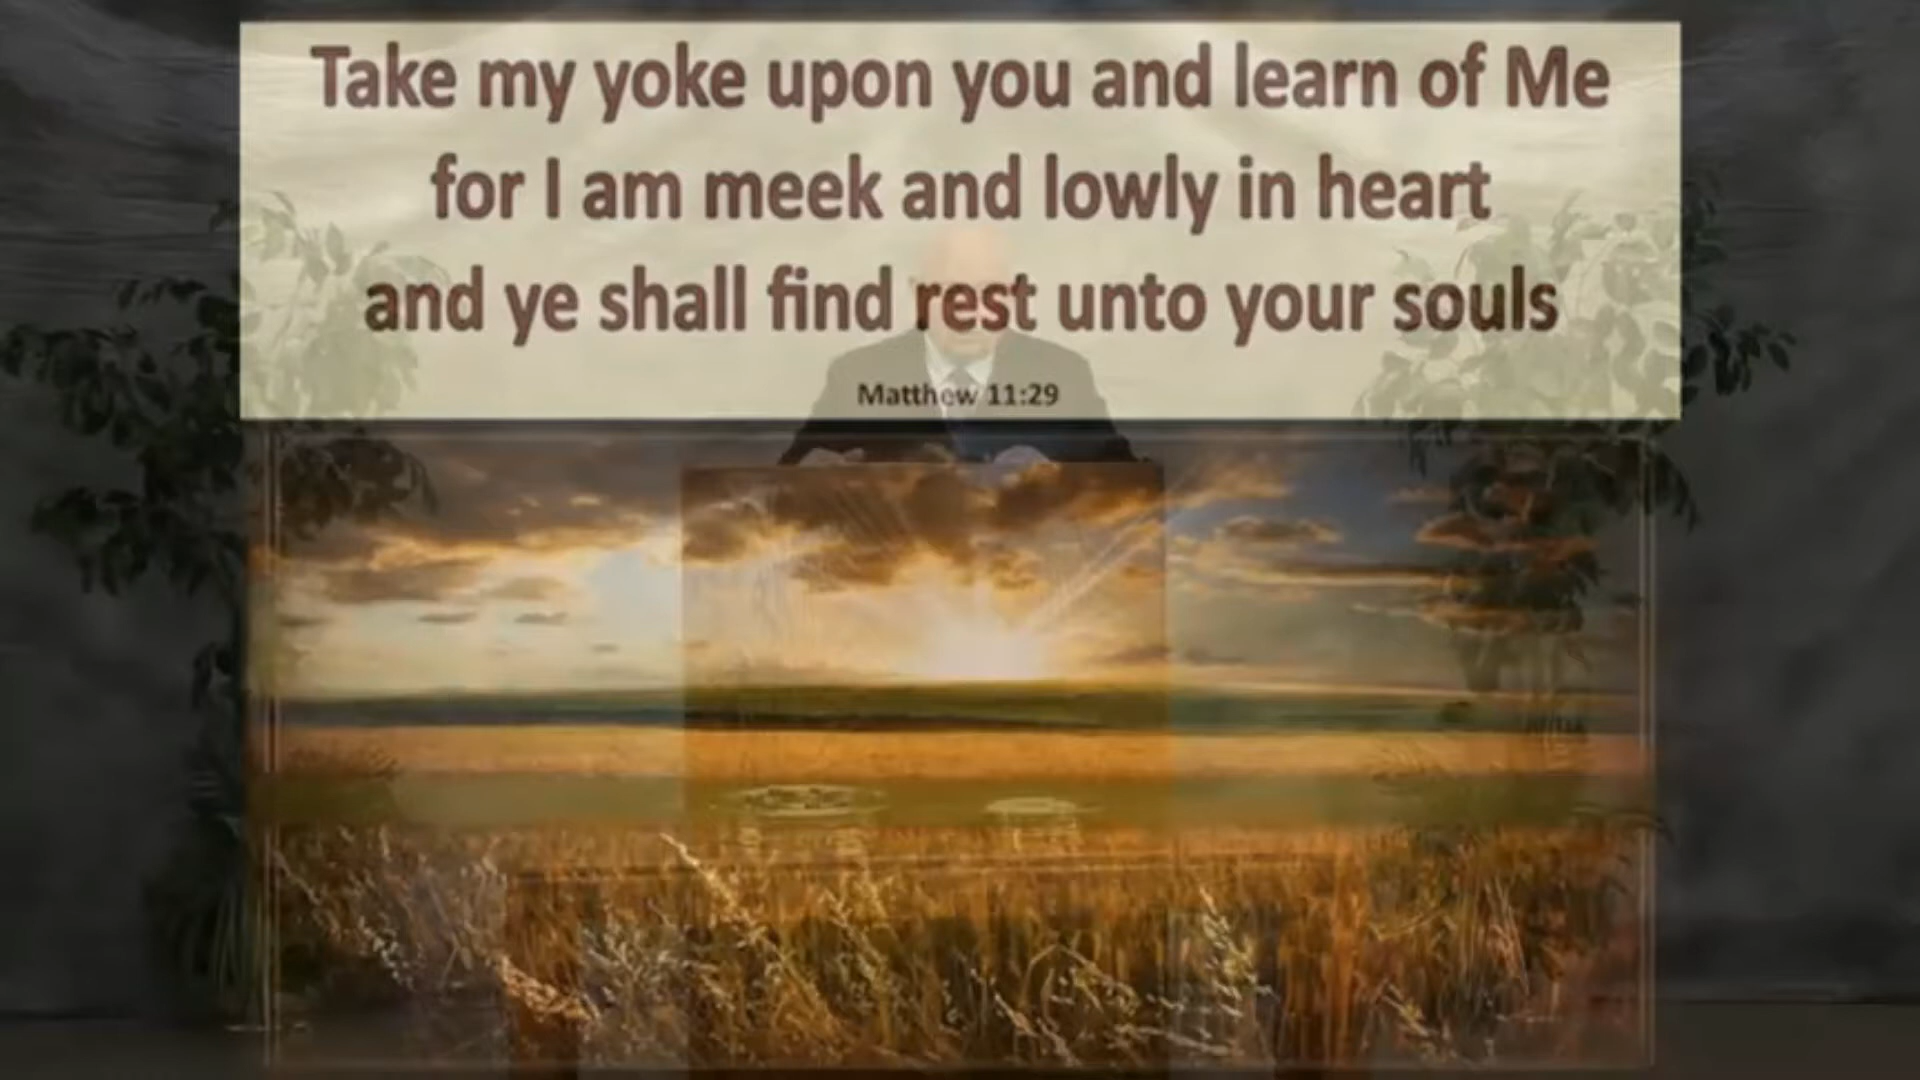 Take my yoke upon you and learn of Me
for I am meek and lowly in heart
and ye shall find rest unto your souls
Matthew 11:29